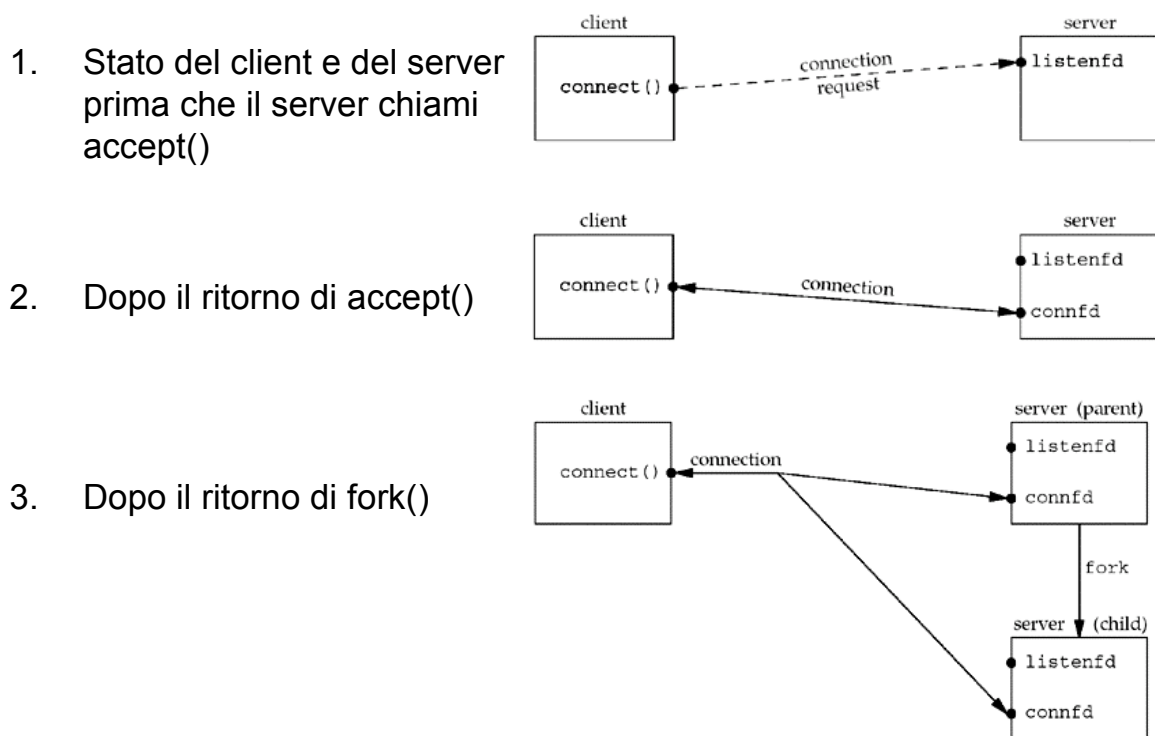 client
server
1. Stato del client e del server
prima che il server chiami
accept()
connect()
connection
request
listenfd
client
server
2. Dopo il ritorno di accept()
connect()
connection
listenfd
connfd
client
server (parent)
3. Dopo il ritorno di fork()
connect()
connection
listenfd
connfd
fork
server (child)
listenfd
connfd